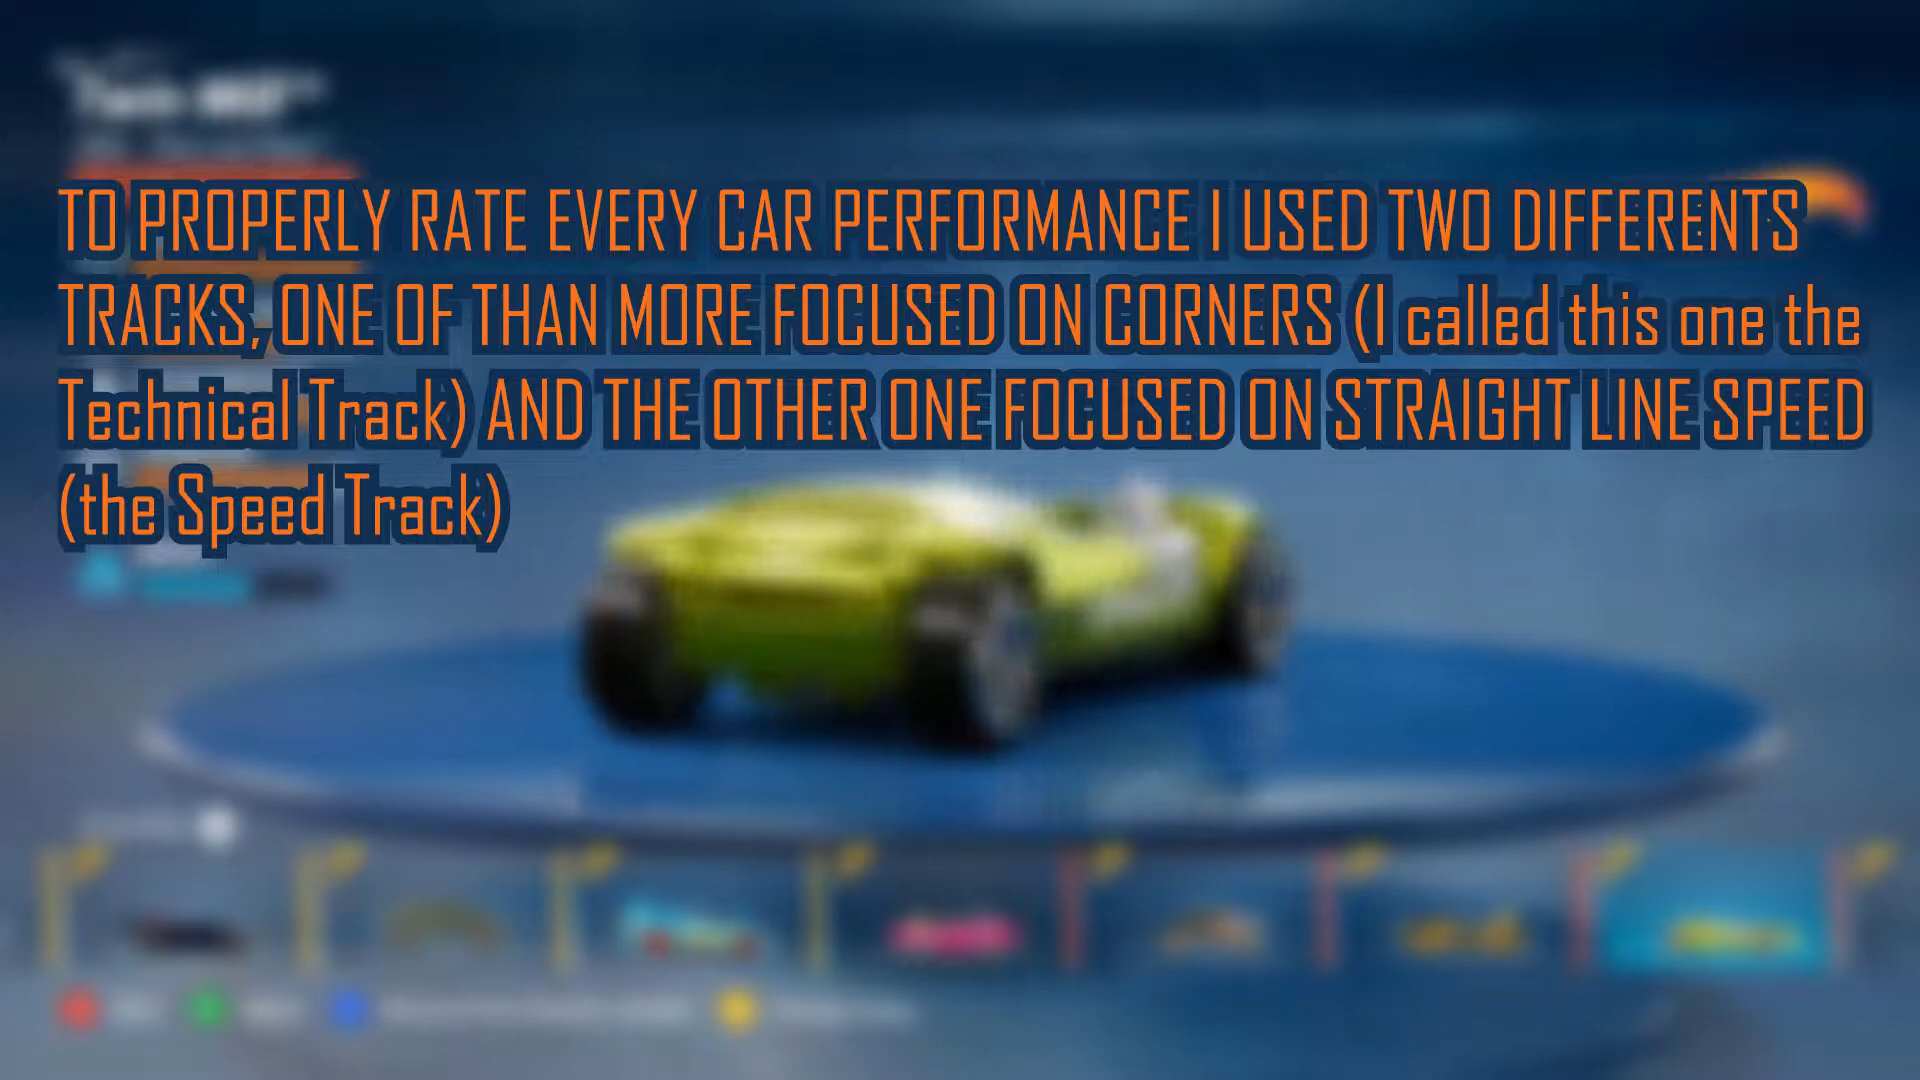 TO PROPERLY RATE EVERY CAR PERFORMANCE I USED TWO DIFFERENTS
TRACKS, ONE OF THAN MORE FOCUSED ON CORNERS (I called this one the
Technical Track) AND THE OTHER ONE FOCUSED ON STRAIGHT LINE SPEED
(the Speed Track)